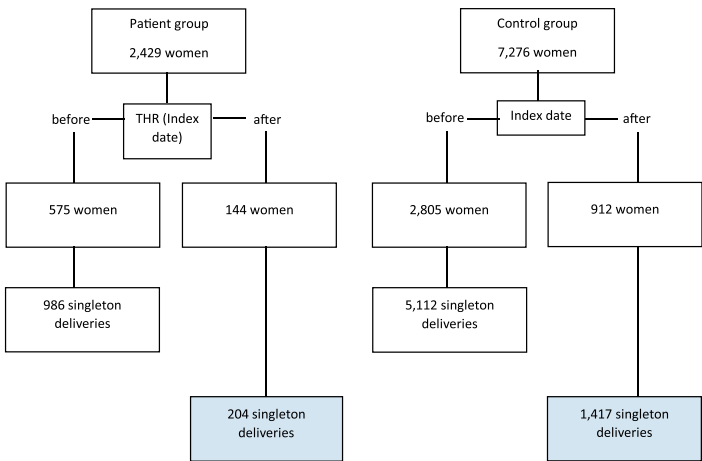 Patient group
2,429 women
Control group
7,276 women
before
THR (Index
date)
after
before
Index date
after
575 women
144 women
2,805 women
912 women
986 singleton
deliveries
5,112 singleton
deliveries
204 singleton
deliveries
1,417 singleton
deliveries